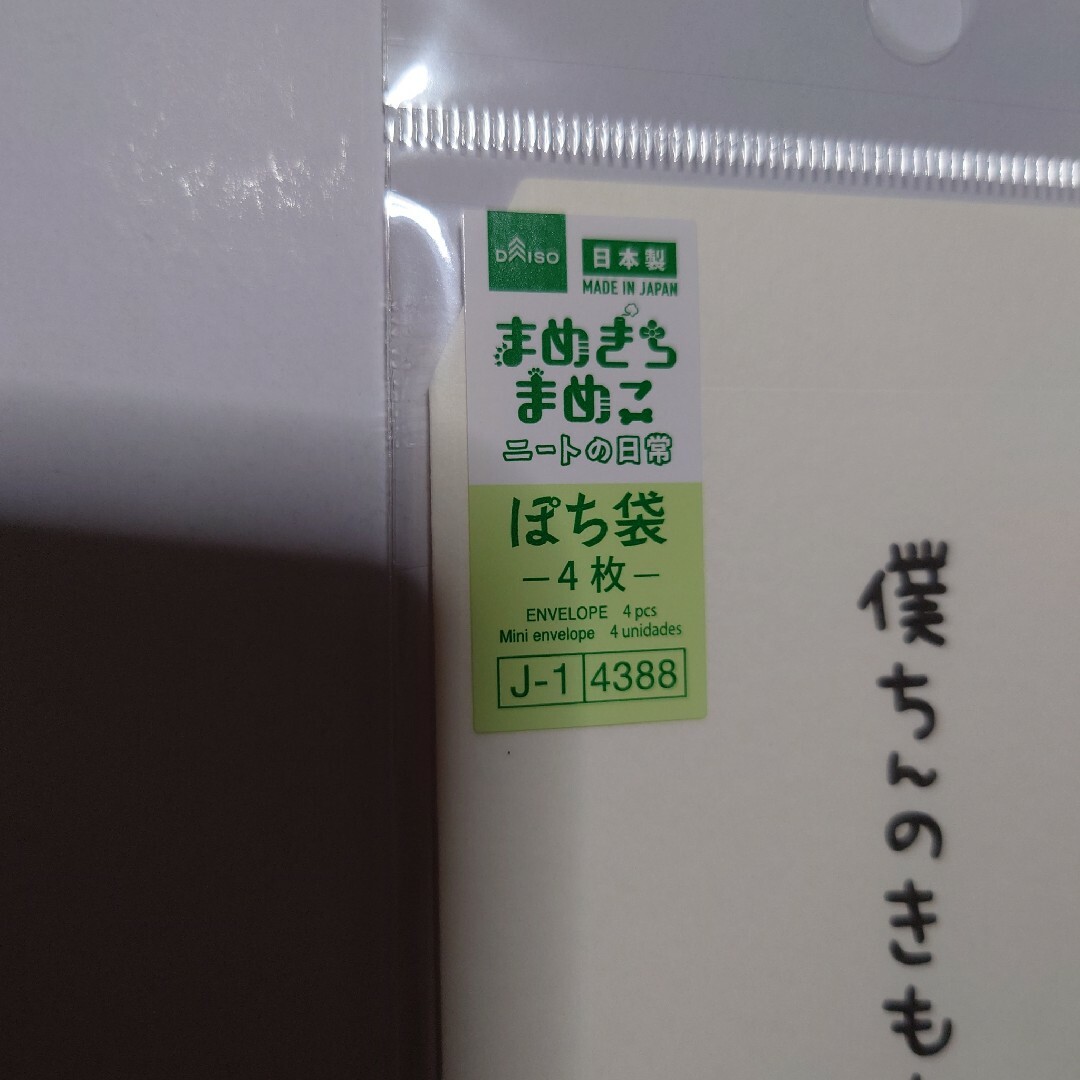 DAISO
日本製
MADE IN JAPAN
まめきち
まめこ
ニートの日常
ぽち袋
－4枚－
ENVELOPE 4 pcs
Mini envelope 4 unidades
J-1 4388
僕ちんのきも